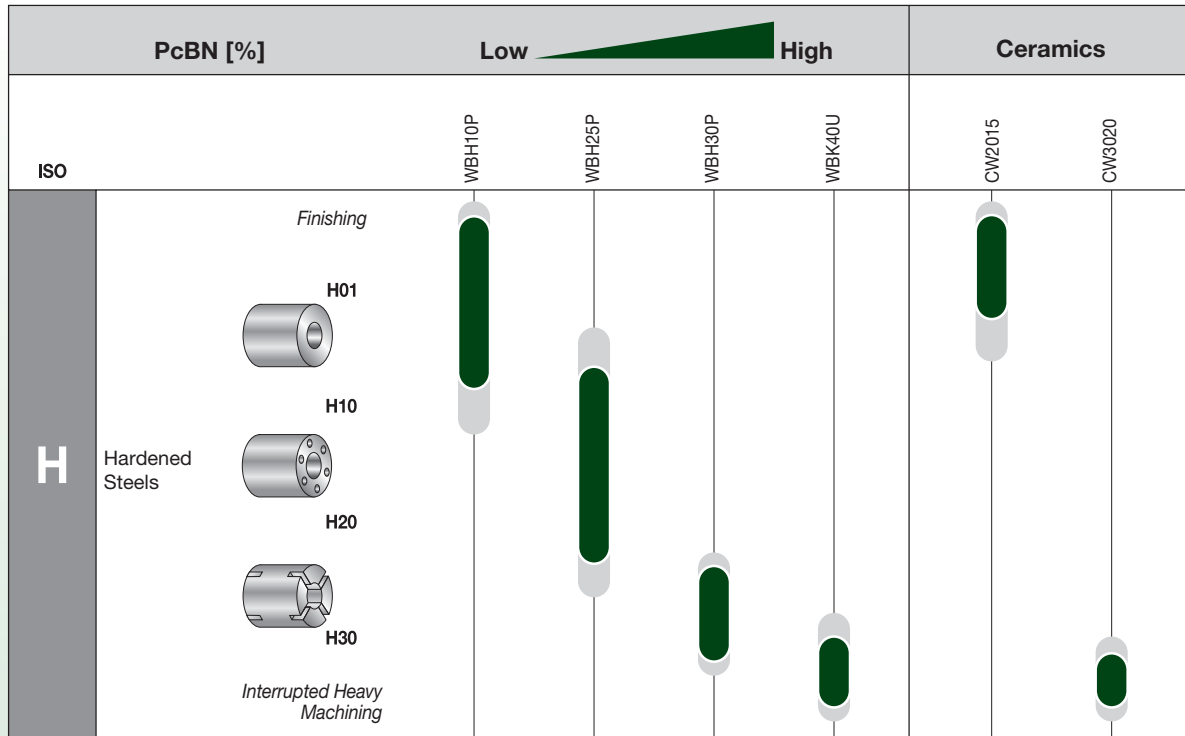 PcBN [%] Low High Ceramics
ISO WBH10P WBH25P WBH30P WBK40U CW2015 CW3020
Finishing
H01
H10
H Hardened
Steels
H20
H30
Interrupted Heavy
Machining